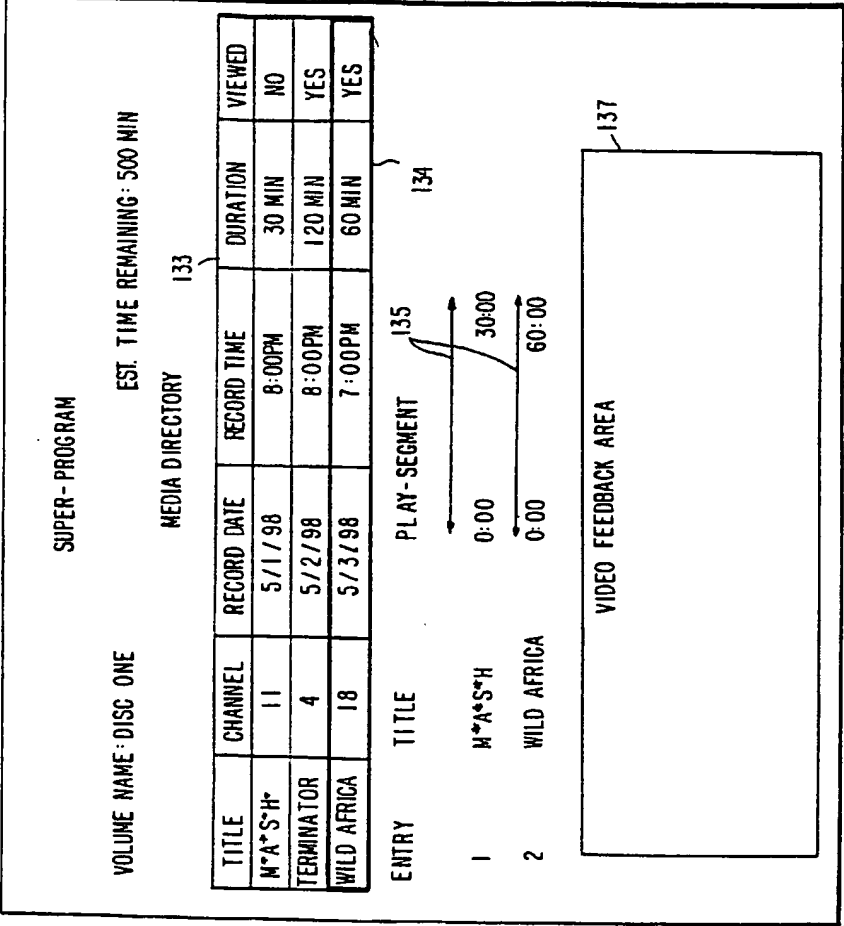 SUPER-PROGRAM
VOLUME NAME: DISC ONE EST. TIME REMAINING: 500 MIN
MEDIA DIRECTORY
133
TITLE CHANNEL RECORD DATE RECORD TIME DURATION VIEWED
M*A*S*H* 11 5/1/98 8:00PM 30 MIN NO
TERMINATOR 4 5/2/98 8:00PM 120 MIN YES
WILD AFRICA 18 5/3/98 7:00PM 60 MIN YES
134
ENTRY TITLE PLAY-SEGMENT 135
1 M*A*S*H 0:00 30:00
2 WILD AFRICA 0:00 60:00
VIDEO FEEDBACK AREA
137